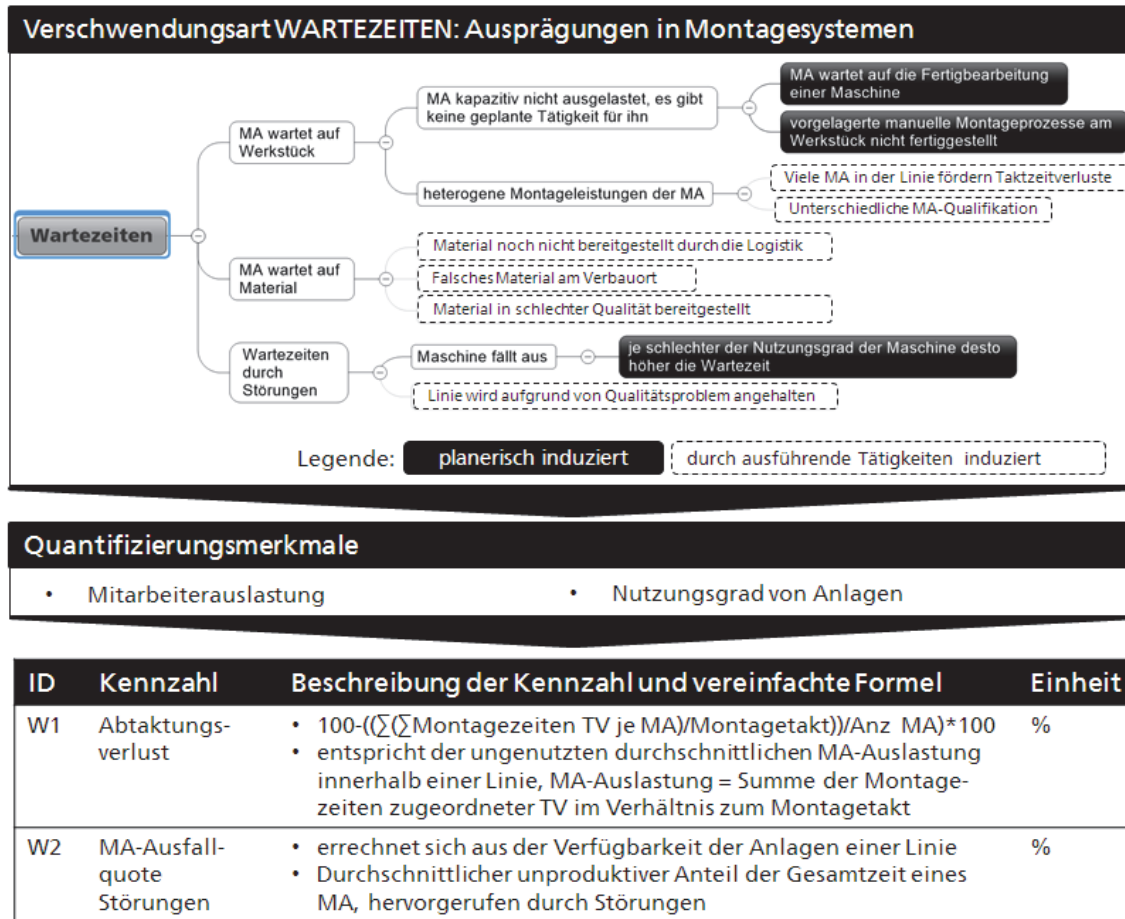 Verschwendungsart WARTEZEITEN: Ausprägungen in Montagesystemen
MA wartet auf die Fertigbearbeitung
einer Maschine
MA kapazitiv nicht ausgelastet, es gibt
keine geplante Tätigkeit für ihn
vorgelagerte manuelle Montageprozesse am
Werkstück nicht fertiggestellt
MA wartet auf
Werkstück
Viele MA in der Linie fördern Taktzeitverluste
heterogene Montageleistungen der MA
Unterschiedliche MA-Qualifikation
Wartezeiten
Material noch nicht bereitgestellt durch die Logistik
MA wartet auf
Material
Falsches Material am Verbauort
Material in schlechter Qualität bereitgestellt
Wartezeiten
durch
Störungen
Maschine fällt aus
je schlechter der Nutzungsgrad der Maschine desto
höher die Wartezeit
Linie wird aufgrund von Qualitätsproblem angehalten
Legende: planerisch induziert durch ausführende Tätigkeiten induziert
Quantifizierungsmerkmale
• Mitarbeiterauslastung • Nutzungsgrad von Anlagen
ID Kennzahl Beschreibung der Kennzahl und vereinfachte Formel Einheit
W1 Abtaktungs- • 100-((∑(∑Montagezeiten TV je MA)/Montagetakt))/Anz MA)*100 %
verlust • entspricht der ungenutzten durchschnittlichen MA-Auslastung
innerhalb einer Linie, MA-Auslastung = Summe der Montage-
zeiten zugeordneter TV im Verhältnis zum Montagetakt
W2 MA-Ausfall- • errechnet sich aus der Verfügbarkeit der Anlagen einer Linie %
quote • Durchschnittlicher unproduktiver Anteil der Gesamtzeit eines
Störungen MA, hervorgerufen durch Störungen